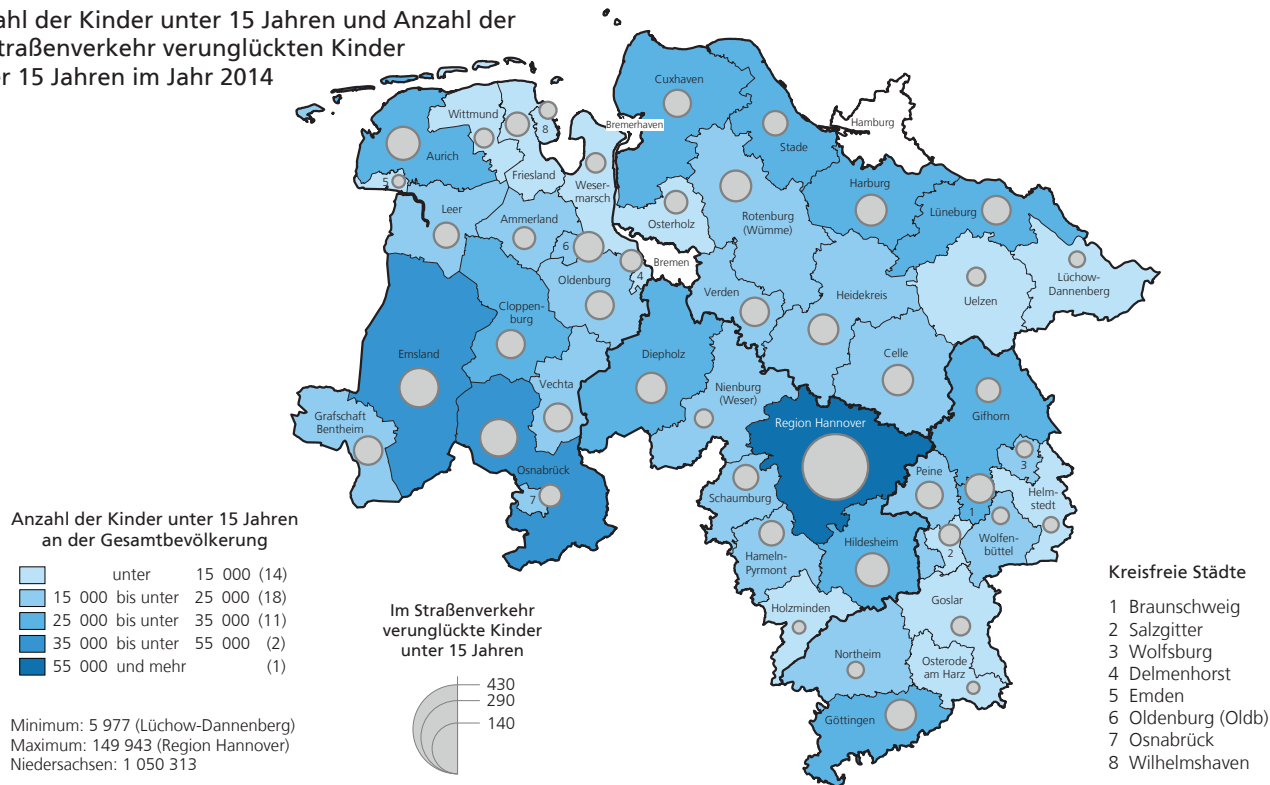 ahl der Kinder unter 15 Jahren und Anzahl der
Straßenverkehr verunglückten Kinder
er 15 Jahren im Jahr 2014
Cuxhaven
Wittmund
8
Bremerhaven
Hamburg
Stade
Aurich
Friesland
5
Weser-
marsch
Harburg
Lüneburg
Leer
Ammerland
Osterholz
Rotenburg
(Wümme)
6
Bremen
4
Oldenburg
Verden
Heidekreis
Uelzen
Lüchow-
Dannenberg
Cloppen-
burg
Emsland
Diepholz
Celle
Vechta
Nienburg
(Weser)
Gifhorn
Grafschaft
Bentheim
Region Hannover
3
Osnabrück
Peine
Helm-
stedt
7
Schaumburg
1
Wolfen-
büttel
Hameln-
Pyrmont
Hildesheim
2
Holzminden
Goslar
Northeim
Osterode
am Harz
Göttingen
Anzahl der Kinder unter 15 Jahren
an der Gesamtbevölkerung
unter 15 000 (14)
15 000 bis unter 25 000 (18)
25 000 bis unter 35 000 (11)
35 000 bis unter 55 000 (2)
55 000 und mehr (1)
Minimum: 5 977 (Lüchow-Dannenberg)
Maximum: 149 943 (Region Hannover)
Niedersachsen: 1 050 313
Im Straßenverkehr
verunglückte Kinder
unter 15 Jahren
430
290
140
Kreisfreie Städte
1 Braunschweig
2 Salzgitter
3 Wolfsburg
4 Delmenhorst
5 Emden
6 Oldenburg (Oldb)
7 Osnabrück
8 Wilhelmshaven